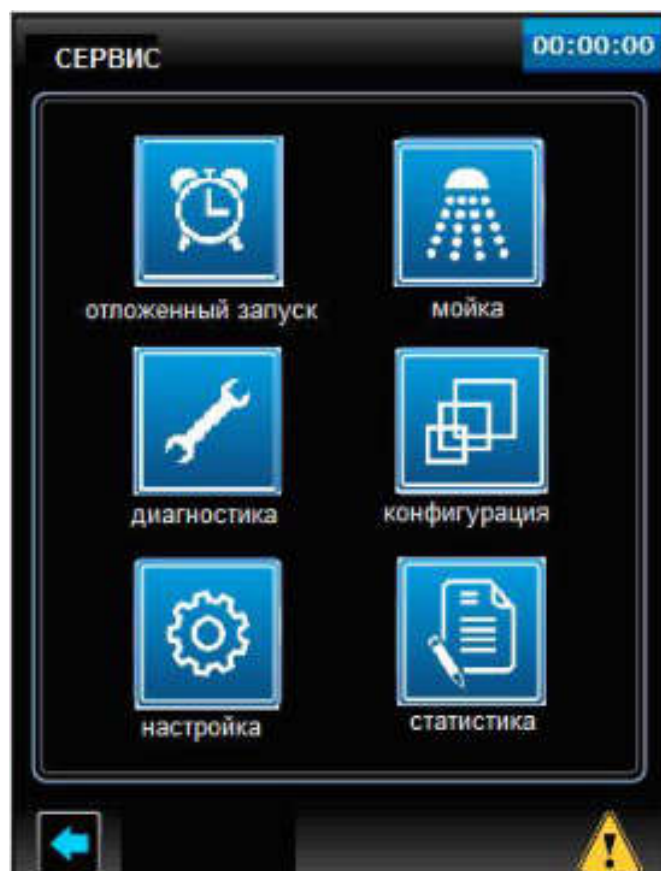 СЕРВИС
00:00:00
отложенный запуск
мойка
диагностика
конфигурация
настройка
статистика